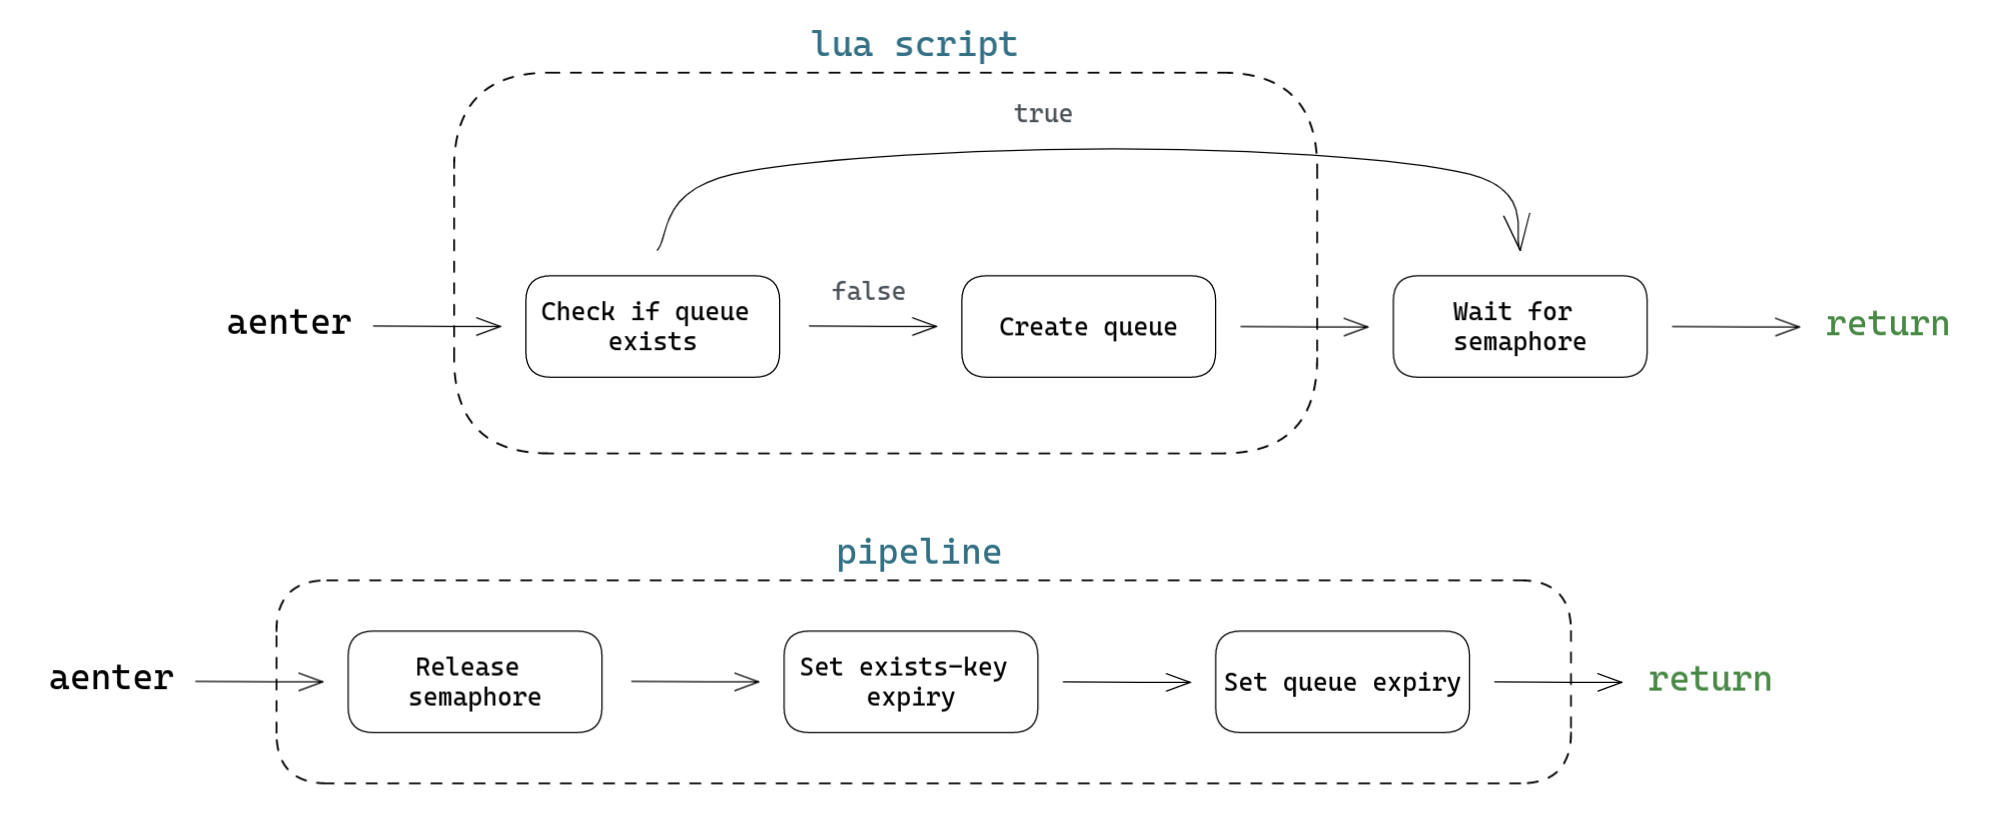 lua script
true
aenter
Check if queue
exists
false
Create queue
Wait for
semaphore
return
pipeline
aenter
Release
semaphore
Set exists-key
expiry
Set queue expiry
return